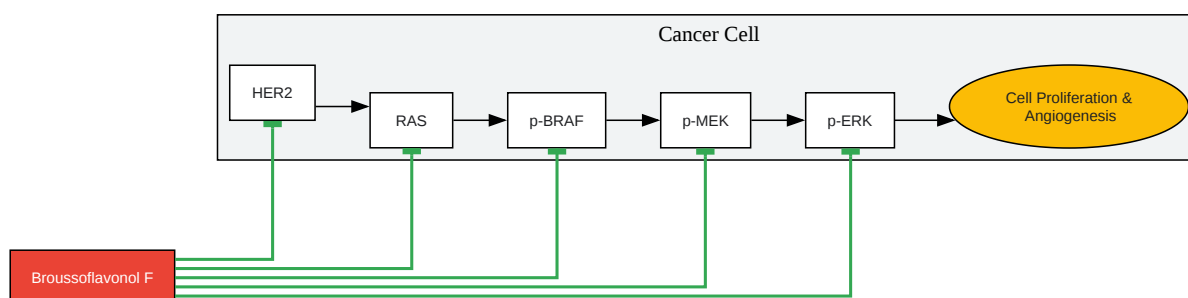 Cancer Cell
HER2
RAS
p-BRAF
p-MEK
p-ERK
Cell Proliferation &
Angiogenesis
Broussoflavonol F